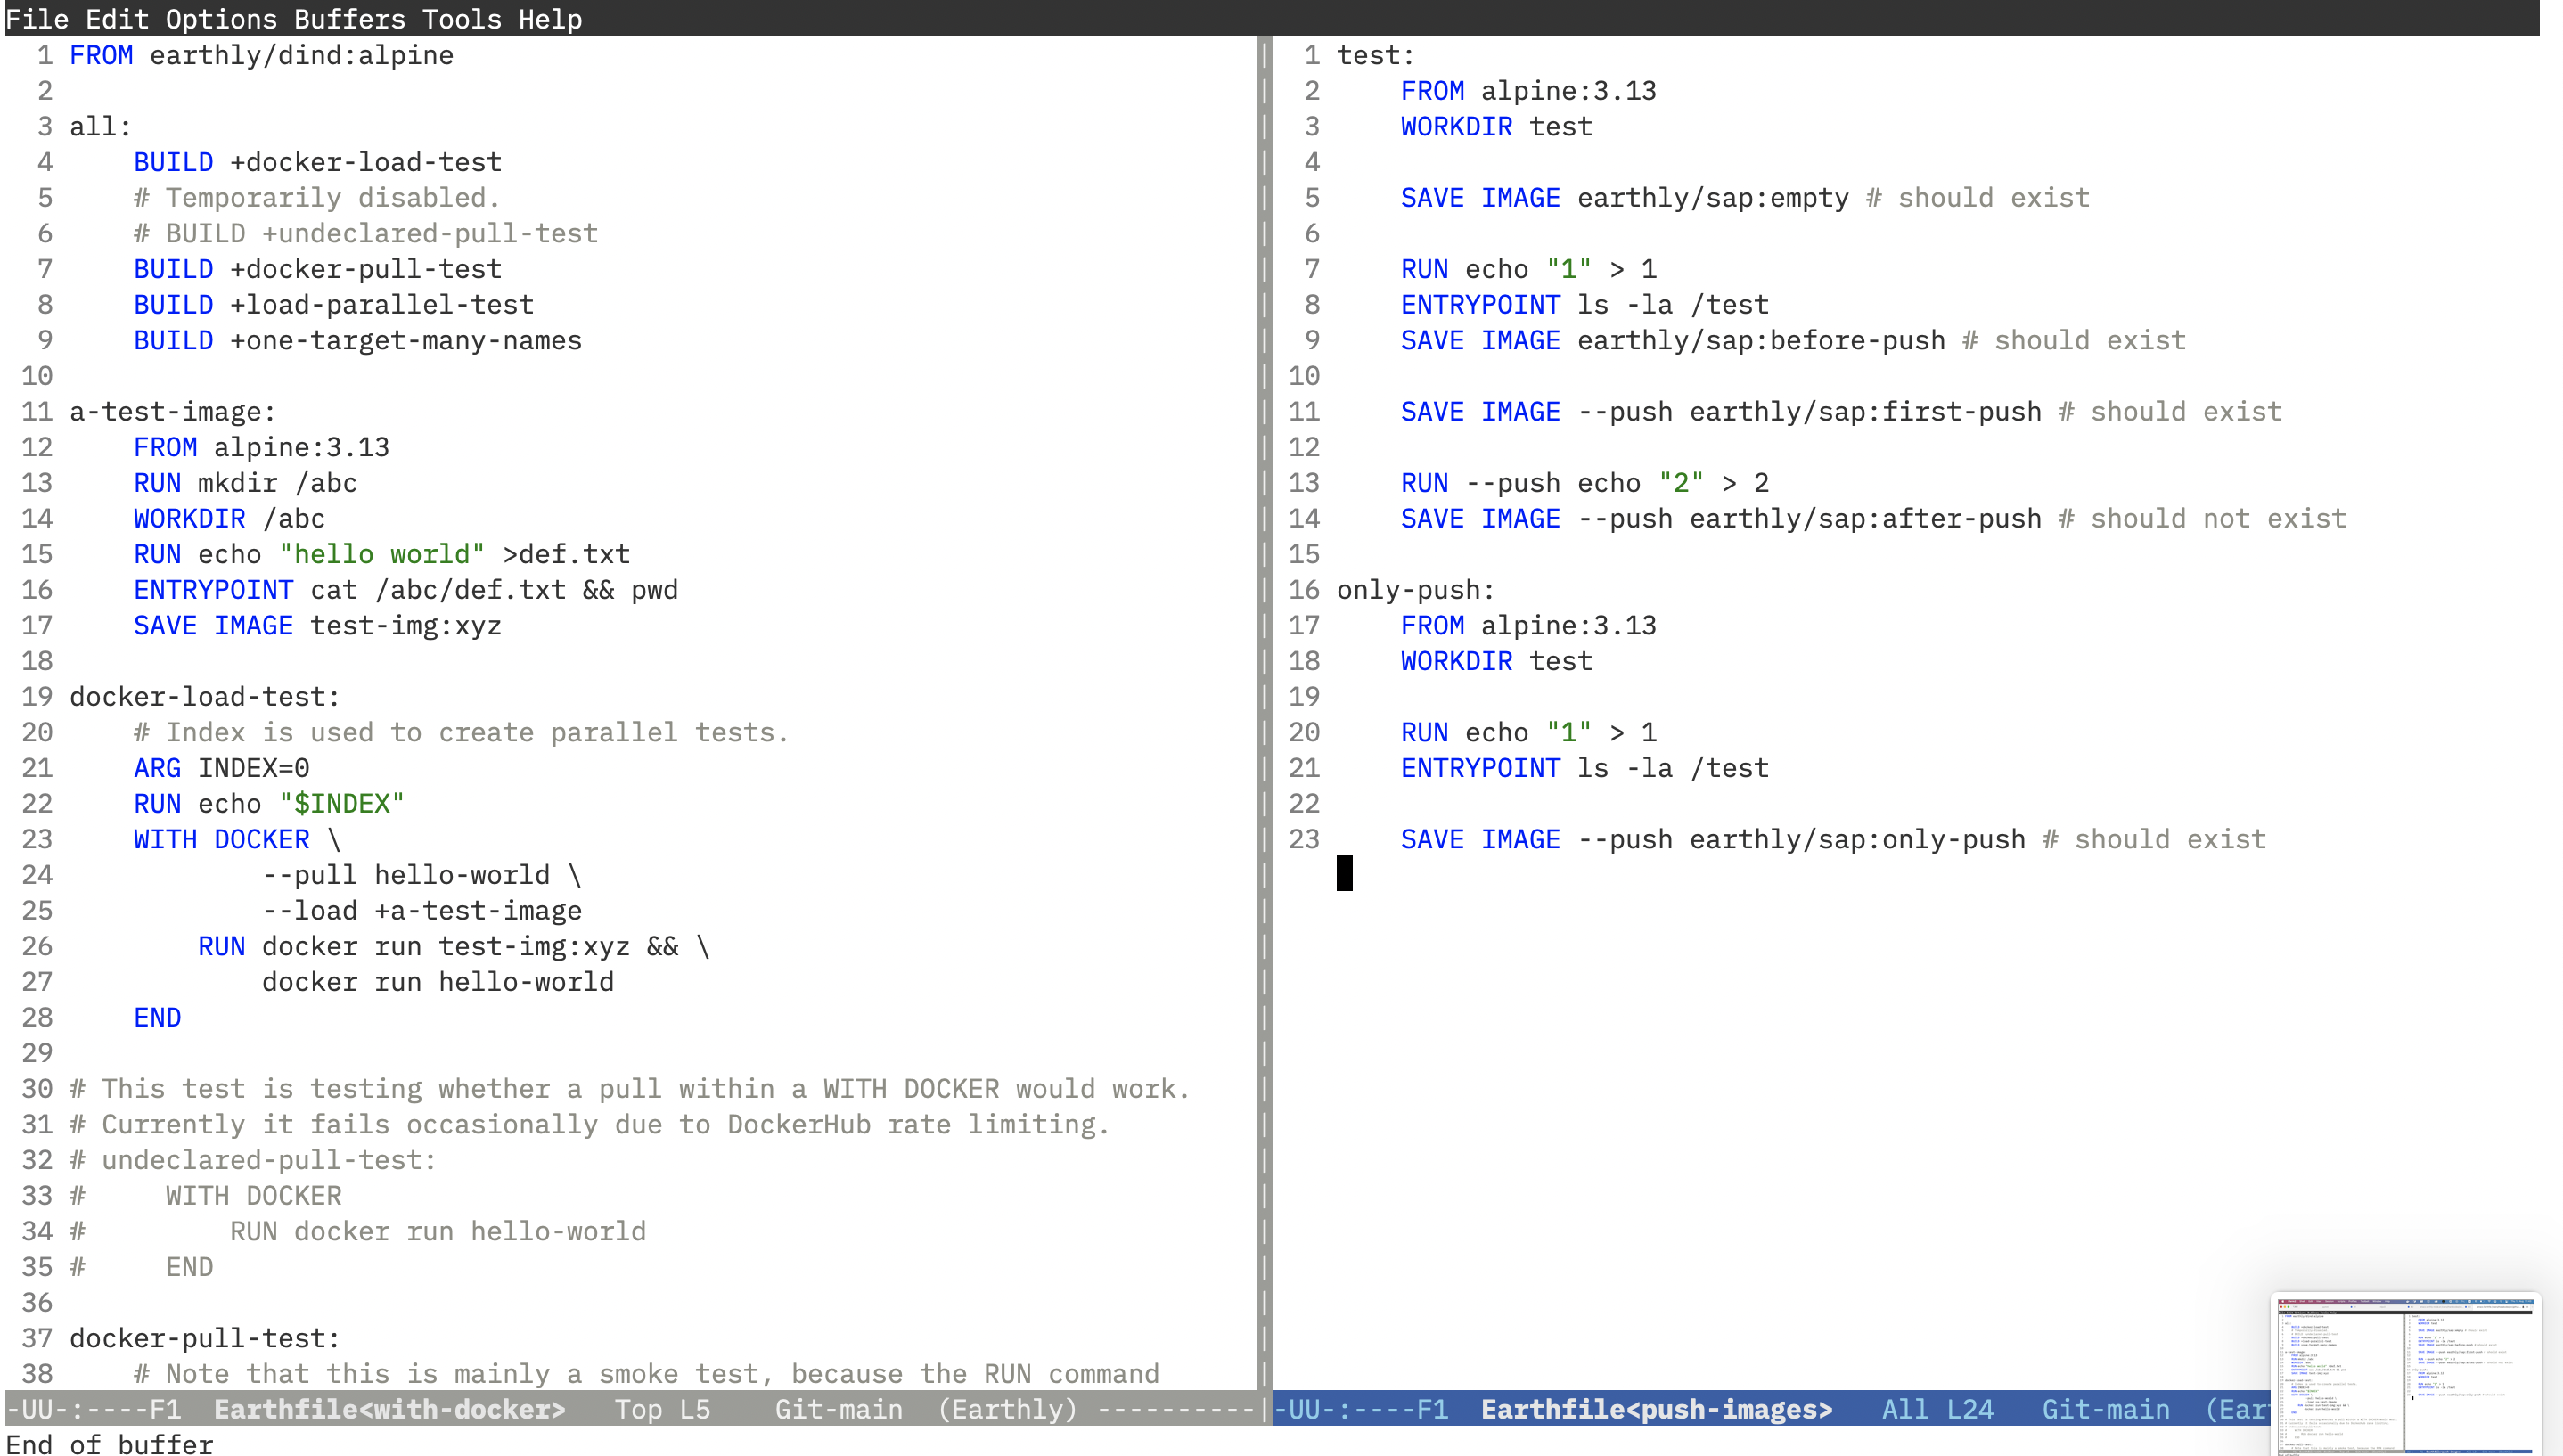 File Edit Options Buffers Tools Help
1 FROM earthly/dind:alpine
2
3 all:
4     BUILD +docker-load-test
5     # Temporarily disabled.
6     # BUILD +undeclared-pull-test
7     BUILD +docker-pull-test
8     BUILD +load-parallel-test
9     BUILD +one-target-many-names
10
11 a-test-image:
12     FROM alpine:3.13
13     RUN mkdir /abc
14     WORKDIR /abc
15     RUN echo "hello world" >def.txt
16     ENTRYPOINT cat /abc/def.txt && pwd
17     SAVE IMAGE test-img:xyz
18
19 docker-load-test:
20     # Index is used to create parallel tests.
21     ARG INDEX=0
22     RUN echo "$INDEX"
23     WITH DOCKER \
24             --pull hello-world \
25             --load +a-test-image
26         RUN docker run test-img:xyz && \
27             docker run hello-world
28     END
29
30 # This test is testing whether a pull within a WITH DOCKER would work.
31 # Currently it fails occasionally due to DockerHub rate limiting.
32 # undeclared-pull-test:
33 #     WITH DOCKER
34 #         RUN docker run hello-world
35 #     END
36
37 docker-pull-test:
38     # Note that this is mainly a smoke test, because the RUN command
-UU-:----F1  Earthfile<with-docker>   Top L5    Git-main  (Earthly) ----------
1 test:
2     FROM alpine:3.13
3     WORKDIR test
4
5     SAVE IMAGE earthly/sap:empty # should exist
6
7     RUN echo "1" > 1
8     ENTRYPOINT ls -la /test
9     SAVE IMAGE earthly/sap:before-push # should exist
10
11     SAVE IMAGE --push earthly/sap:first-push # should exist
12
13     RUN --push echo "2" > 2
14     SAVE IMAGE --push earthly/sap:after-push # should not exist
15
16 only-push:
17     FROM alpine:3.13
18     WORKDIR test
19
20     RUN echo "1" > 1
21     ENTRYPOINT ls -la /test
22
23     SAVE IMAGE --push earthly/sap:only-push # should exist
-UU-:----F1  Earthfile<push-images>   All L24   Git-main  (Ear
End of buffer